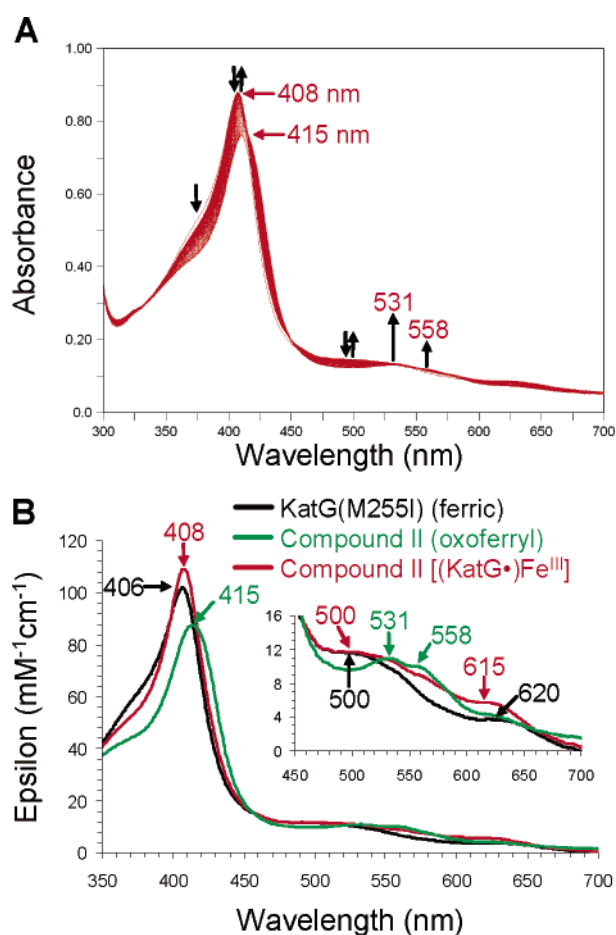 A
1.00
0.80
0.60
0.40
0.20
0.0
Absorbance
408 nm
415 nm
531
558
300 350 400 450 500 550 600 650 700
Wavelength (nm)
B
KatG(M255I) (ferric)
Compound II (oxoferryl)
Compound II [(KatG•)Feᴵᴵᴵ]
120
100
80
60
40
20
0
Epsilon (mM⁻¹cm⁻¹)
408
406
415
16
12
8
4
0
500
531
558
615
500
620
450 500 550 600 650 700
350 400 450 500 550 600 650 700
Wavelength (nm)